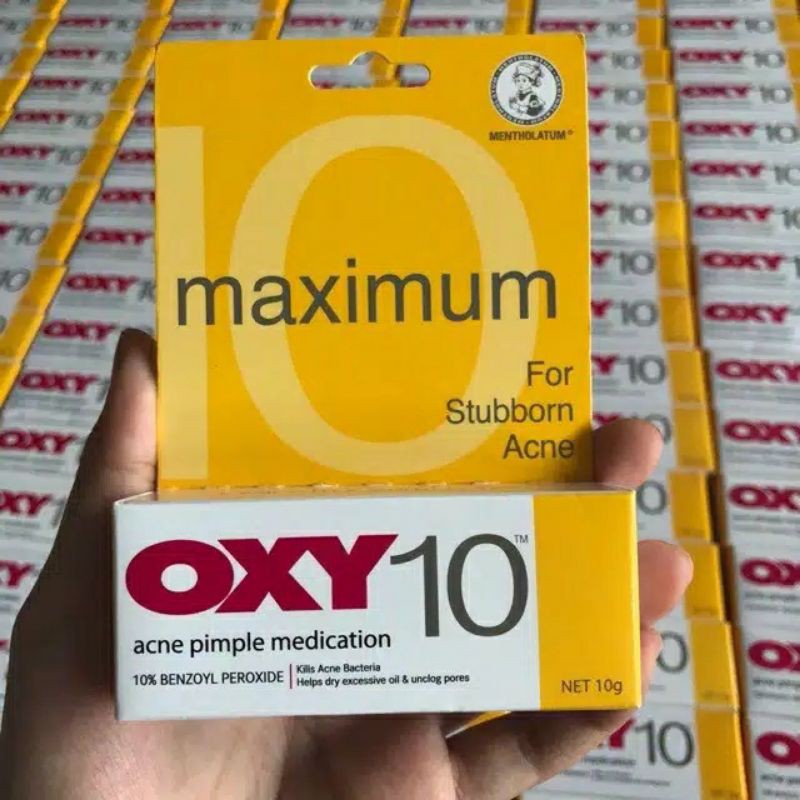 MENTHOLATUM
10
maximum
For
Stubborn
Acne
OXY10™
acne pimple medication
10% BENZOYL PEROXIDE
Kills Acne Bacteria
Helps dry excessive oil & unclog pores
NET 10g